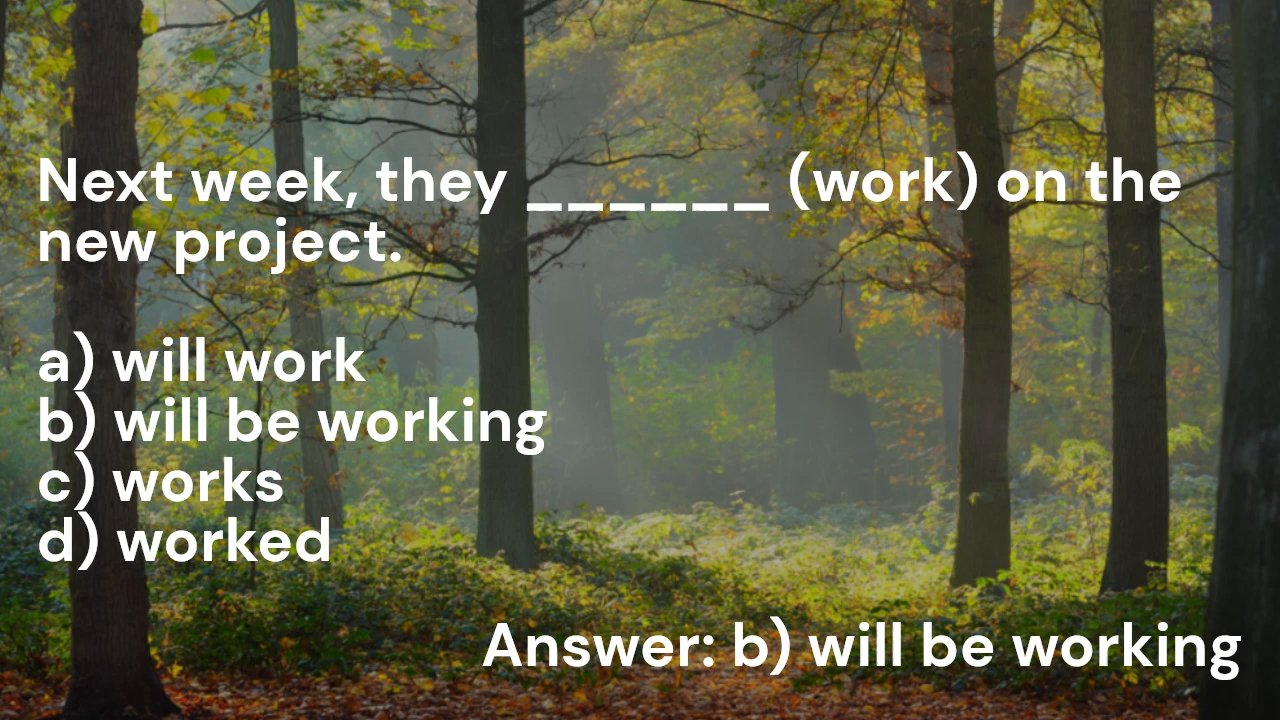 Next week, they ______ (work) on the
new project.
a) will work
b) will be working
c) works
d) worked
Answer: b) will be working